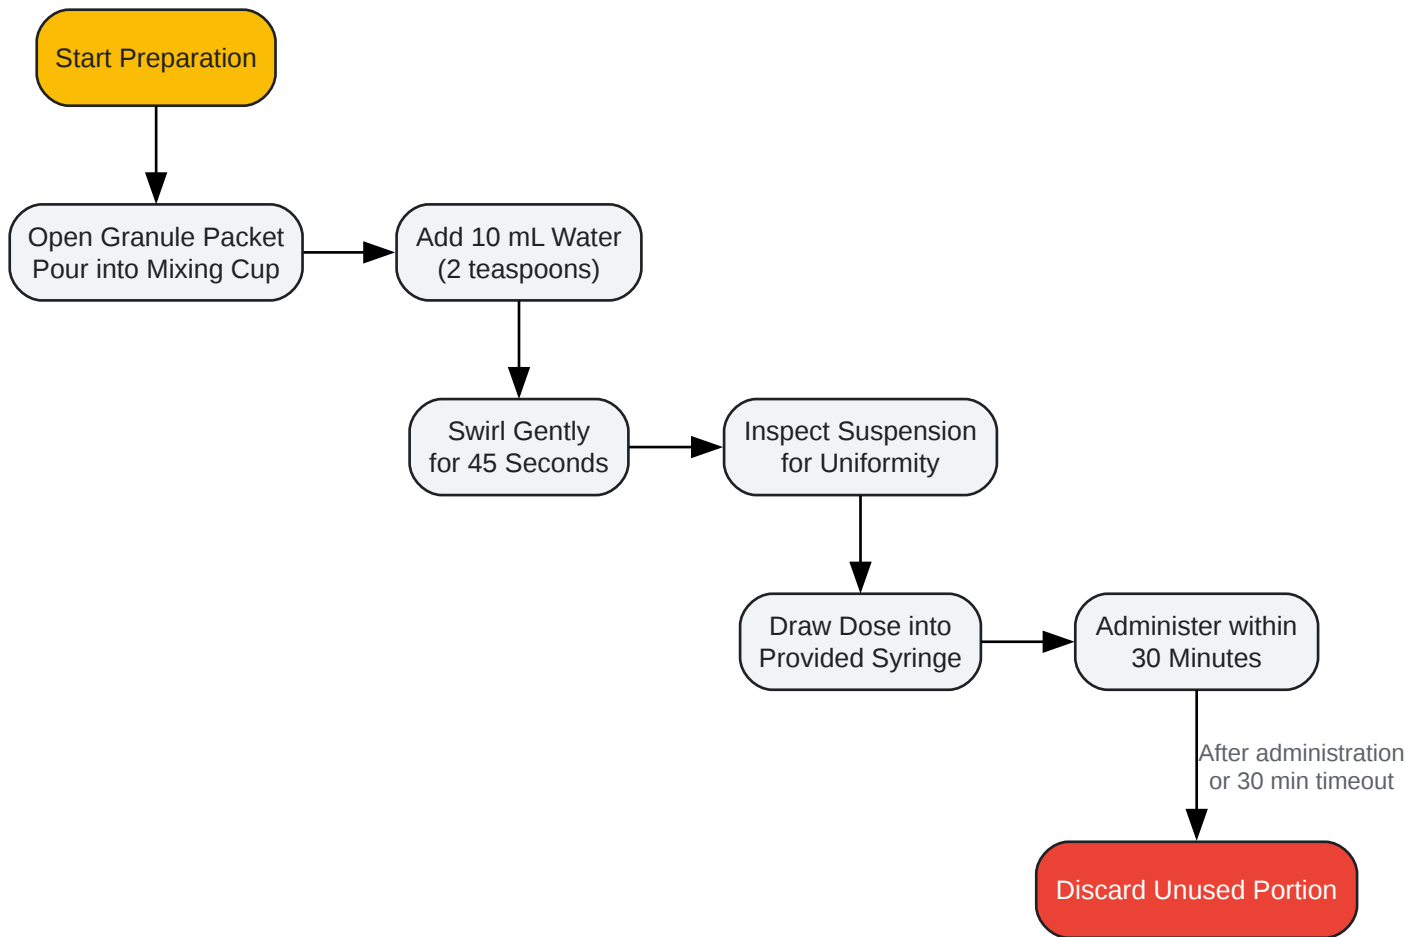 Start Preparation
Open Granule Packet
Pour into Mixing Cup
Add 10 mL Water
(2 teaspoons)
Swirl Gently
for 45 Seconds
Inspect Suspension
for Uniformity
Draw Dose into
Provided Syringe
Administer within
30 Minutes
After administration
or 30 min timeout
Discard Unused Portion